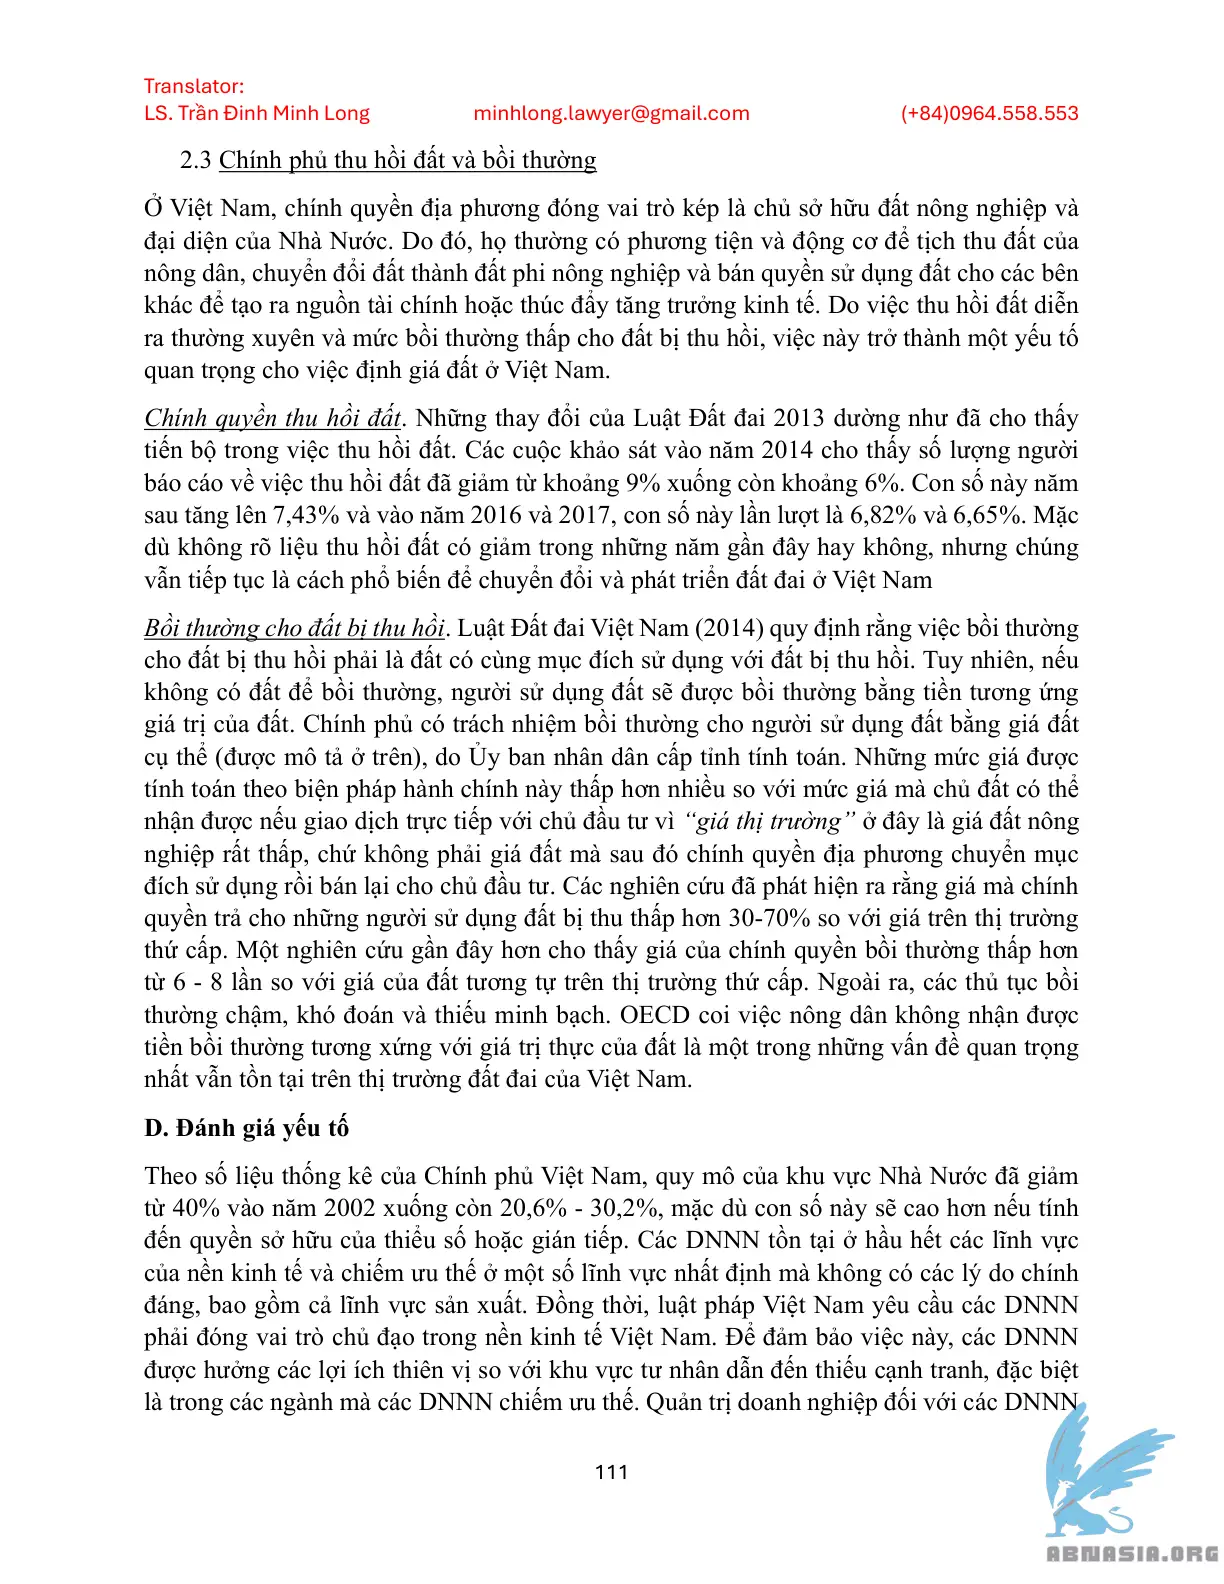 Translator:
LS. Trần Đình Minh Long minhlong.lawyer@gmail.com (+84)0964.558.553
2.3 Chính phủ thu hồi đất và bồi thường
Ở Việt Nam, chính quyền địa phương đóng vai trò kép là chủ sở hữu đất nông nghiệp và
đại diện của Nhà Nước. Do đó, họ thường có phương tiện và động cơ để tịch thu đất của
nông dân, chuyển đổi đất thành đất phi nông nghiệp và bán quyền sử dụng đất cho các bên
khác để tạo ra nguồn tài chính hoặc thúc đẩy tăng trưởng kinh tế. Do việc thu hồi đất diễn
ra thường xuyên và mức bồi thường thấp cho đất bị thu hồi, việc này trở thành một yếu tố
quan trọng cho việc định giá đất ở Việt Nam.
Chính quyền thu hồi đất. Những thay đổi của Luật Đất đai 2013 dường như đã cho thấy
tiến bộ trong việc thu hồi đất. Các cuộc khảo sát vào năm 2014 cho thấy số lượng người
báo cáo về việc thu hồi đất đã giảm từ khoảng 9% xuống còn khoảng 6%. Con số này năm
sau tăng lên 7,43% và vào năm 2016 và 2017, con số này lần lượt là 6,82% và 6,65%. Mặc
dù không rõ liệu thu hồi đất có giảm trong những năm gần đây hay không, nhưng chúng
vẫn tiếp tục là cách phổ biến để chuyển đổi và phát triển đất đai ở Việt Nam
Bồi thường cho đất bị thu hồi. Luật Đất đai Việt Nam (2014) quy định rằng việc bồi thường
cho đất bị thu hồi phải là đất có cùng mục đích sử dụng với đất bị thu hồi. Tuy nhiên, nếu
không có đất để bồi thường, người sử dụng đất sẽ được bồi thường bằng tiền tương ứng
giá trị của đất. Chính phủ có trách nhiệm bồi thường cho người sử dụng đất bằng giá đất
cụ thể (được mô tả ở trên), do Ủy ban nhân dân cấp tỉnh tính toán. Những mức giá được
tính toán theo biện pháp hành chính này thấp hơn nhiều so với mức giá mà chủ đất có thể
nhận được nếu giao dịch trực tiếp với chủ đầu tư vì “giá thị trường” ở đây là giá đất nông
nghiệp rất thấp, chứ không phải giá đất mà sau đó chính quyền địa phương chuyển mục
đích sử dụng rồi bán lại cho chủ đầu tư. Các nghiên cứu đã phát hiện ra rằng giá mà chính
quyền trả cho những người sử dụng đất bị thu thấp hơn 30-70% so với giá trên thị trường
thứ cấp. Một nghiên cứu gần đây hơn cho thấy giá của chính quyền bồi thường thấp hơn
từ 6 - 8 lần so với giá của đất tương tự trên thị trường thứ cấp. Ngoài ra, các thủ tục bồi
thường chậm, khó đoán và thiếu minh bạch. OECD coi việc nông dân không nhận được
tiền bồi thường tương xứng với giá trị thực của đất là một trong những vấn đề quan trọng
nhất vẫn tồn tại trên thị trường đất đai của Việt Nam.
D. Đánh giá yếu tố
Theo số liệu thống kê của Chính phủ Việt Nam, quy mô của khu vực Nhà Nước đã giảm
từ 40% vào năm 2002 xuống còn 20,6% - 30,2%, mặc dù con số này sẽ cao hơn nếu tính
đến quyền sở hữu của thiểu số hoặc gián tiếp. Các DNNN tồn tại ở hầu hết các lĩnh vực
của nền kinh tế và chiếm ưu thế ở một số lĩnh vực nhất định mà không có các lý do chính
đáng, bao gồm cả lĩnh vực sản xuất. Đồng thời, luật pháp Việt Nam yêu cầu các DNNN
phải đóng vai trò chủ đạo trong nền kinh tế Việt Nam. Để đảm bảo việc này, các DNNN
được hưởng các lợi ích thiên vị so với khu vực tư nhân dẫn đến thiếu cạnh tranh, đặc biệt
là trong các ngành mà các DNNN chiếm ưu thế. Quản trị doanh nghiệp đối với các DNNN
111
ABNASIA.ORG